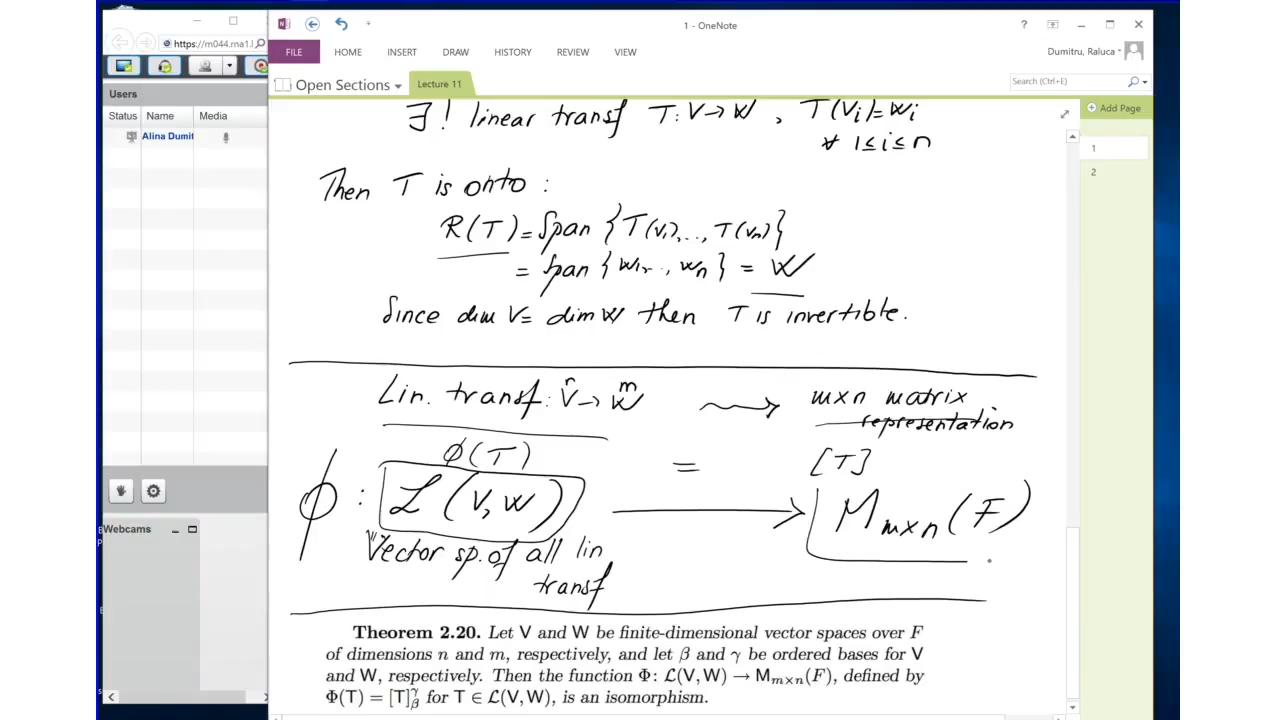 1 - OneNote
https://m044.rna1.l
Dumitru, Raluca
FILE HOME INSERT DRAW HISTORY REVIEW VIEW
Open Sections Lecture 11
Search (Ctrl+E)
Users
Status Name Media
Alina Dumit
Add Page
1
2
∃! linear transf T: V → W, T(vi) = wi
∀ 1 ≤ i ≤ n
Then T is onto :
R(T) = Span {T(v1), .., T(vn)}
= Span {w1, .., wn} = W
Since dim V = dim W then T is invertible.
Lin. transf : V → W ⇝ mxn matrix
n m
representation
ϕ(T) = [T]
ϕ : L (V, W) → Mmxn (F)
Vector sp. of all lin
transf
Webcams
Theorem 2.20. Let V and W be finite-dimensional vector spaces over F
of dimensions n and m, respectively, and let β and γ be ordered bases for V
and W, respectively. Then the function Φ: L(V, W) → Mm×n(F), defined by
Φ(T) = [T]βγ for T ∈ L(V, W), is an isomorphism.